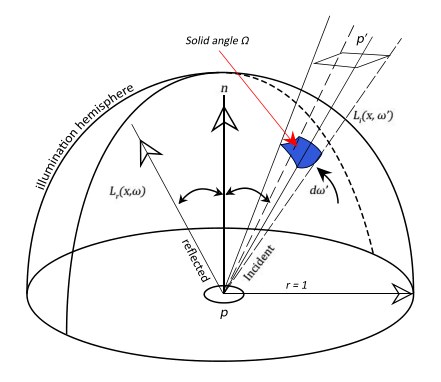 Solid angle Ω
p'
illumination hemisphere
n
Lᵢ(x, ω')
Lᵣ(x,ω)
dω'
reflected
Incident
r = 1
p